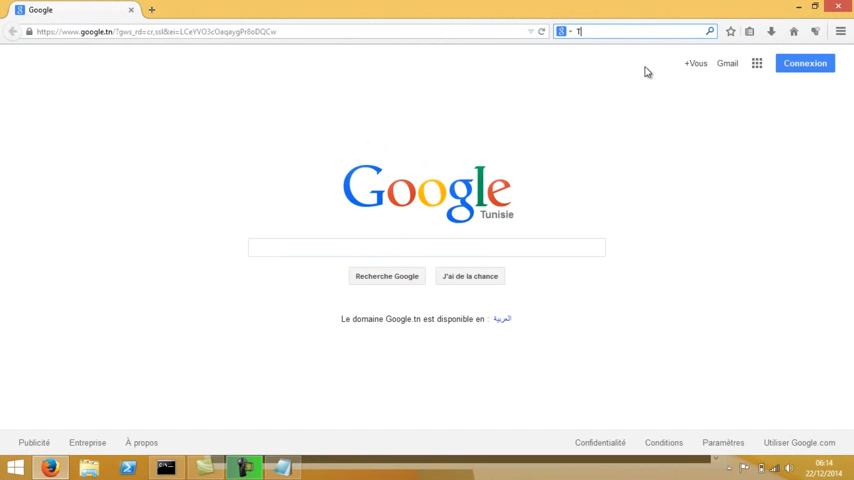 Google
https://www.google.tn/?gws_rd=cr,ssl&ei=LCeYVO3cOaqaygPr8oDQCw
T
+Vous Gmail Connexion
Google
Tunisie
Recherche Google J'ai de la chance
Le domaine Google.tn est disponible en : العربية
Publicité Entreprise À propos Confidentialité Conditions Paramètres Utiliser Google.com
06:14
22/12/2014